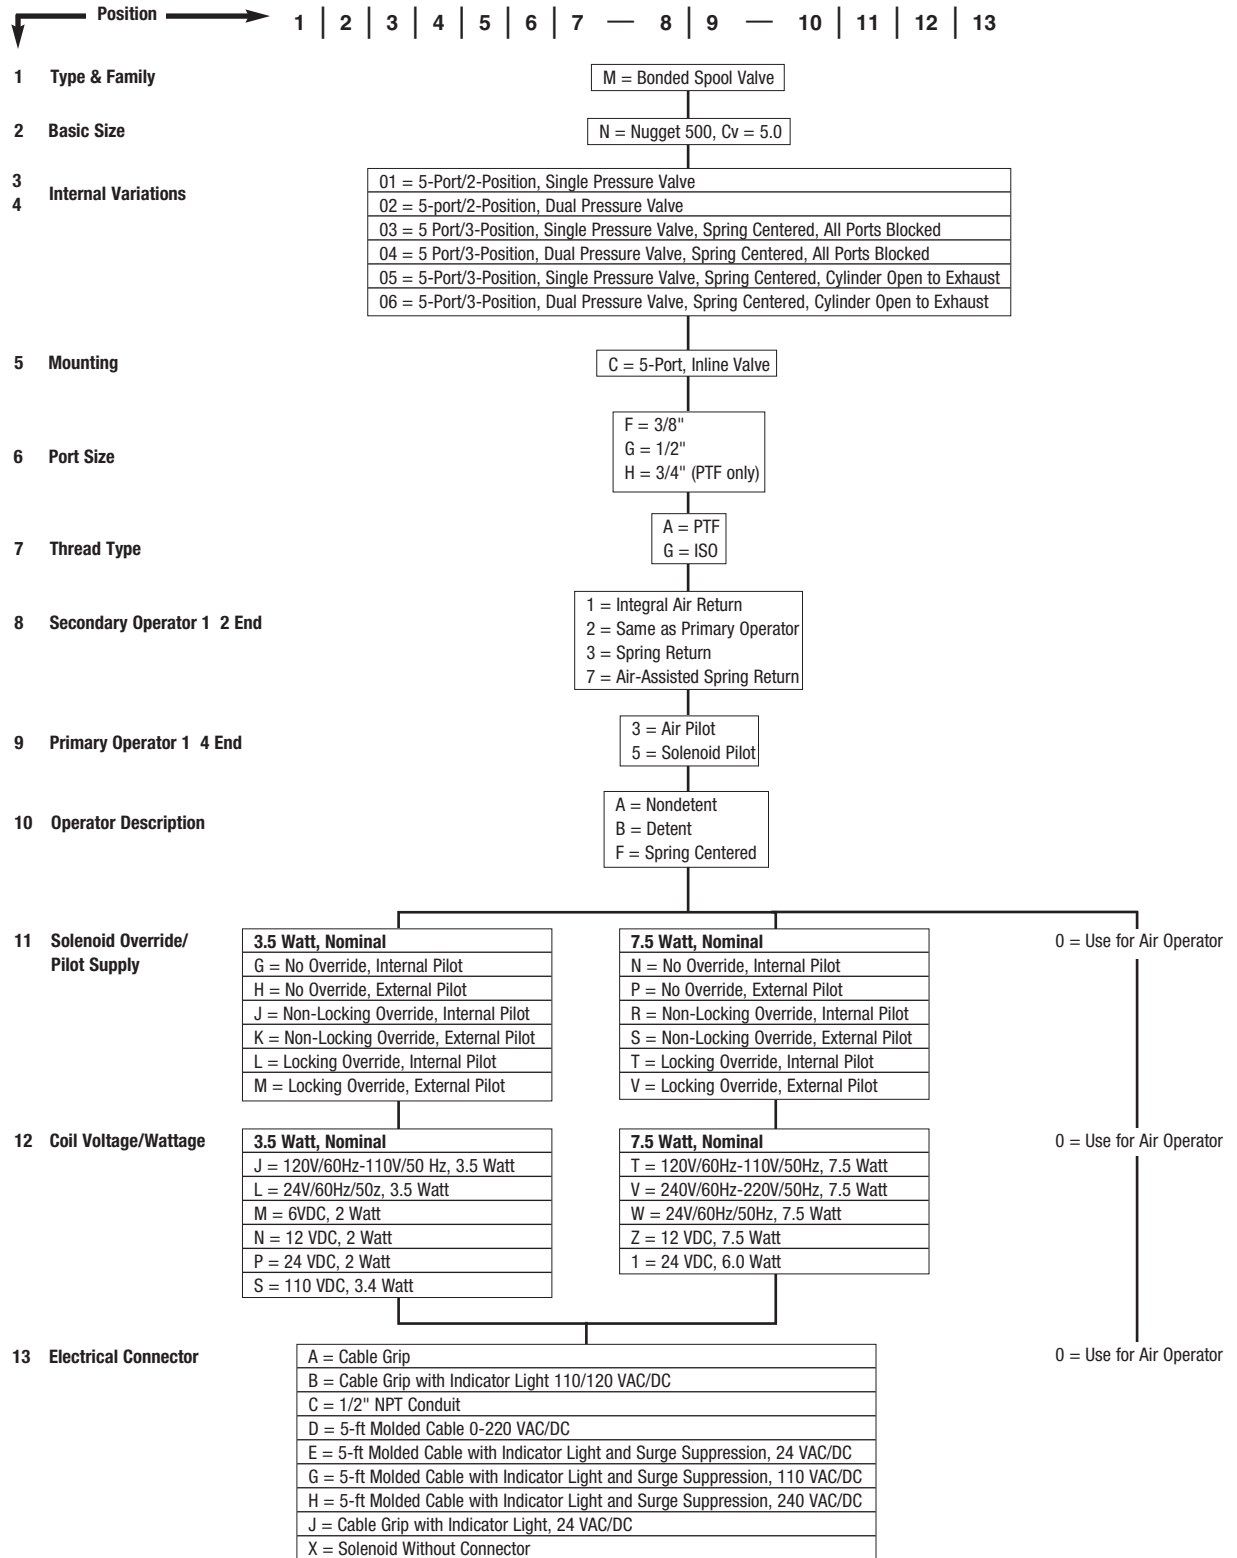 Position
1 | 2 | 3 | 4 | 5 | 6 | 7 — 8 | 9 — 10 | 11 | 12 | 13
1 Type & Family
M = Bonded Spool Valve
2 Basic Size
N = Nugget 500, Cv = 5.0
3
4
Internal Variations
01 = 5-Port/2-Position, Single Pressure Valve
02 = 5-port/2-Position, Dual Pressure Valve
03 = 5 Port/3-Position, Single Pressure Valve, Spring Centered, All Ports Blocked
04 = 5 Port/3-Position, Dual Pressure Valve, Spring Centered, All Ports Blocked
05 = 5-Port/3-Position, Single Pressure Valve, Spring Centered, Cylinder Open to Exhaust
06 = 5-Port/3-Position, Dual Pressure Valve, Spring Centered, Cylinder Open to Exhaust
5 Mounting
C = 5-Port, Inline Valve
6 Port Size
F = 3/8"
G = 1/2"
H = 3/4" (PTF only)
7 Thread Type
A = PTF
G = ISO
8 Secondary Operator 1 2 End
1 = Integral Air Return
2 = Same as Primary Operator
3 = Spring Return
7 = Air-Assisted Spring Return
9 Primary Operator 1 4 End
3 = Air Pilot
5 = Solenoid Pilot
10 Operator Description
A = Nondetent
B = Detent
F = Spring Centered
11 Solenoid Override/
Pilot Supply
3.5 Watt, Nominal
G = No Override, Internal Pilot
H = No Override, External Pilot
J = Non-Locking Override, Internal Pilot
K = Non-Locking Override, External Pilot
L = Locking Override, Internal Pilot
M = Locking Override, External Pilot
7.5 Watt, Nominal
N = No Override, Internal Pilot
P = No Override, External Pilot
R = Non-Locking Override, Internal Pilot
S = Non-Locking Override, External Pilot
T = Locking Override, Internal Pilot
V = Locking Override, External Pilot
0 = Use for Air Operator
12 Coil Voltage/Wattage
3.5 Watt, Nominal
J = 120V/60Hz-110V/50 Hz, 3.5 Watt
L = 24V/60Hz/50z, 3.5 Watt
M = 6VDC, 2 Watt
N = 12 VDC, 2 Watt
P = 24 VDC, 2 Watt
S = 110 VDC, 3.4 Watt
7.5 Watt, Nominal
T = 120V/60Hz-110V/50Hz, 7.5 Watt
V = 240V/60Hz-220V/50Hz, 7.5 Watt
W = 24V/60Hz/50Hz, 7.5 Watt
Z = 12 VDC, 7.5 Watt
1 = 24 VDC, 6.0 Watt
0 = Use for Air Operator
13 Electrical Connector
A = Cable Grip
B = Cable Grip with Indicator Light 110/120 VAC/DC
C = 1/2" NPT Conduit
D = 5-ft Molded Cable 0-220 VAC/DC
E = 5-ft Molded Cable with Indicator Light and Surge Suppression, 24 VAC/DC
G = 5-ft Molded Cable with Indicator Light and Surge Suppression, 110 VAC/DC
H = 5-ft Molded Cable with Indicator Light and Surge Suppression, 240 VAC/DC
J = Cable Grip with Indicator Light, 24 VAC/DC
X = Solenoid Without Connector
0 = Use for Air Operator